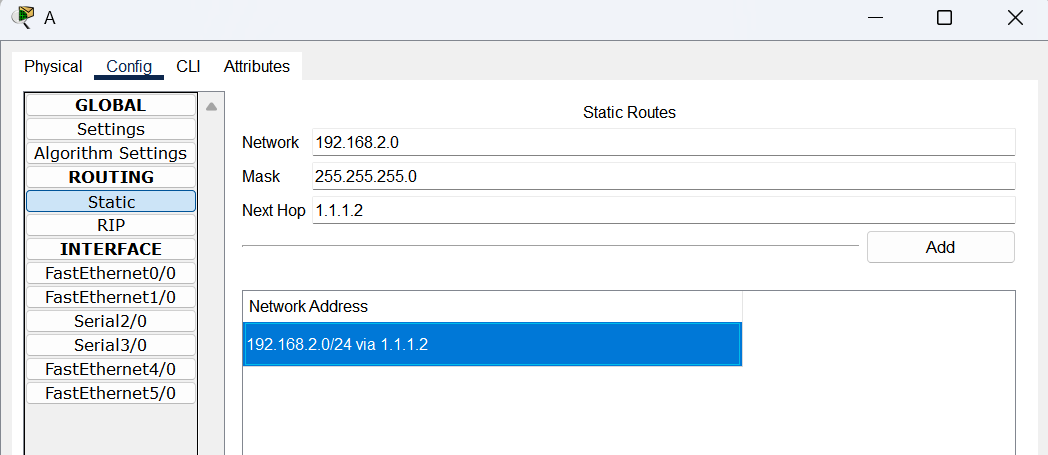 A
Physical Config CLI Attributes
GLOBAL
Settings
Algorithm Settings
ROUTING
Static
RIP
INTERFACE
FastEthernet0/0
FastEthernet1/0
Serial2/0
Serial3/0
FastEthernet4/0
FastEthernet5/0
Static Routes
Network 192.168.2.0
Mask 255.255.255.0
Next Hop 1.1.1.2
Add
Network Address
192.168.2.0/24 via 1.1.1.2